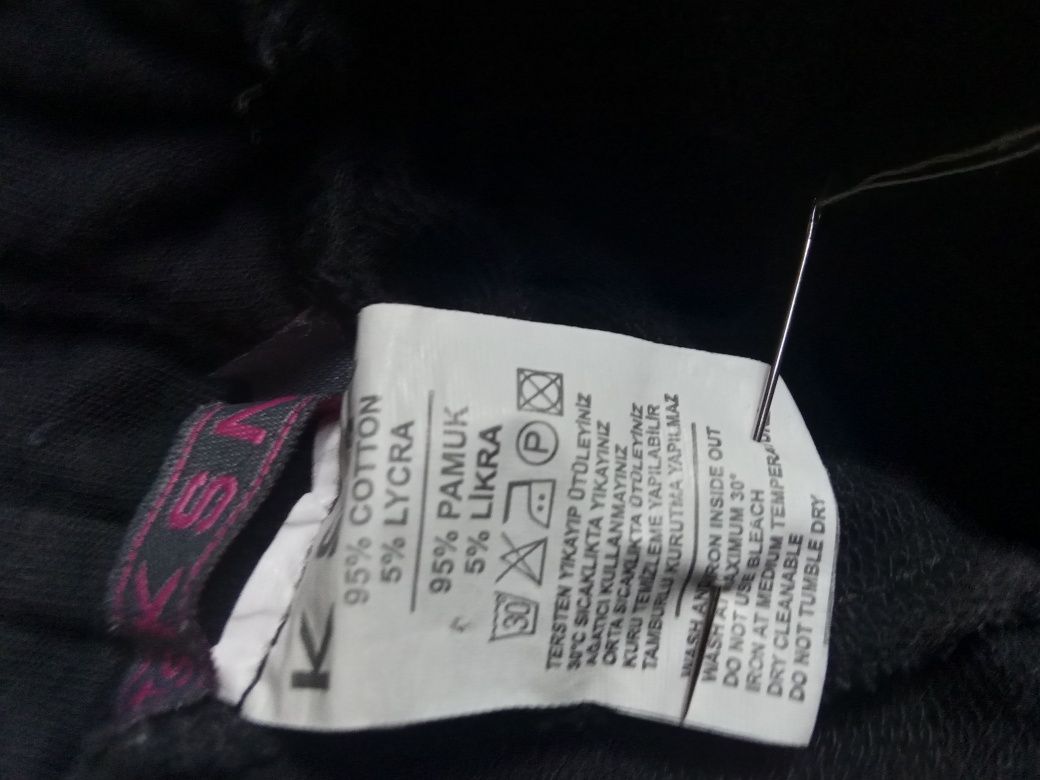 95% COTTON
5% LYCRA
95% PAMUK
5% LİKRA
30 P
TERSTEN YIKAYIP ÜTÜLEYİNİZ
30°C SICAKLIKTA YIKAYINIZ
AĞATICI KULLANMAYINIZ
ORTA SICAKLIKTA ÜTÜLEYİNİZ
KURU TEMİZLEME YAPILABİLİR
TAMBURLU KURUTMA YAPILMAZ
WASH AND IRON INSIDE OUT
WASH AT MAXIMUM 30°
DO NOT USE BLEACH
IRON AT MEDIUM
DRY CLEANABLE
DO NOT TUMBLE DRY